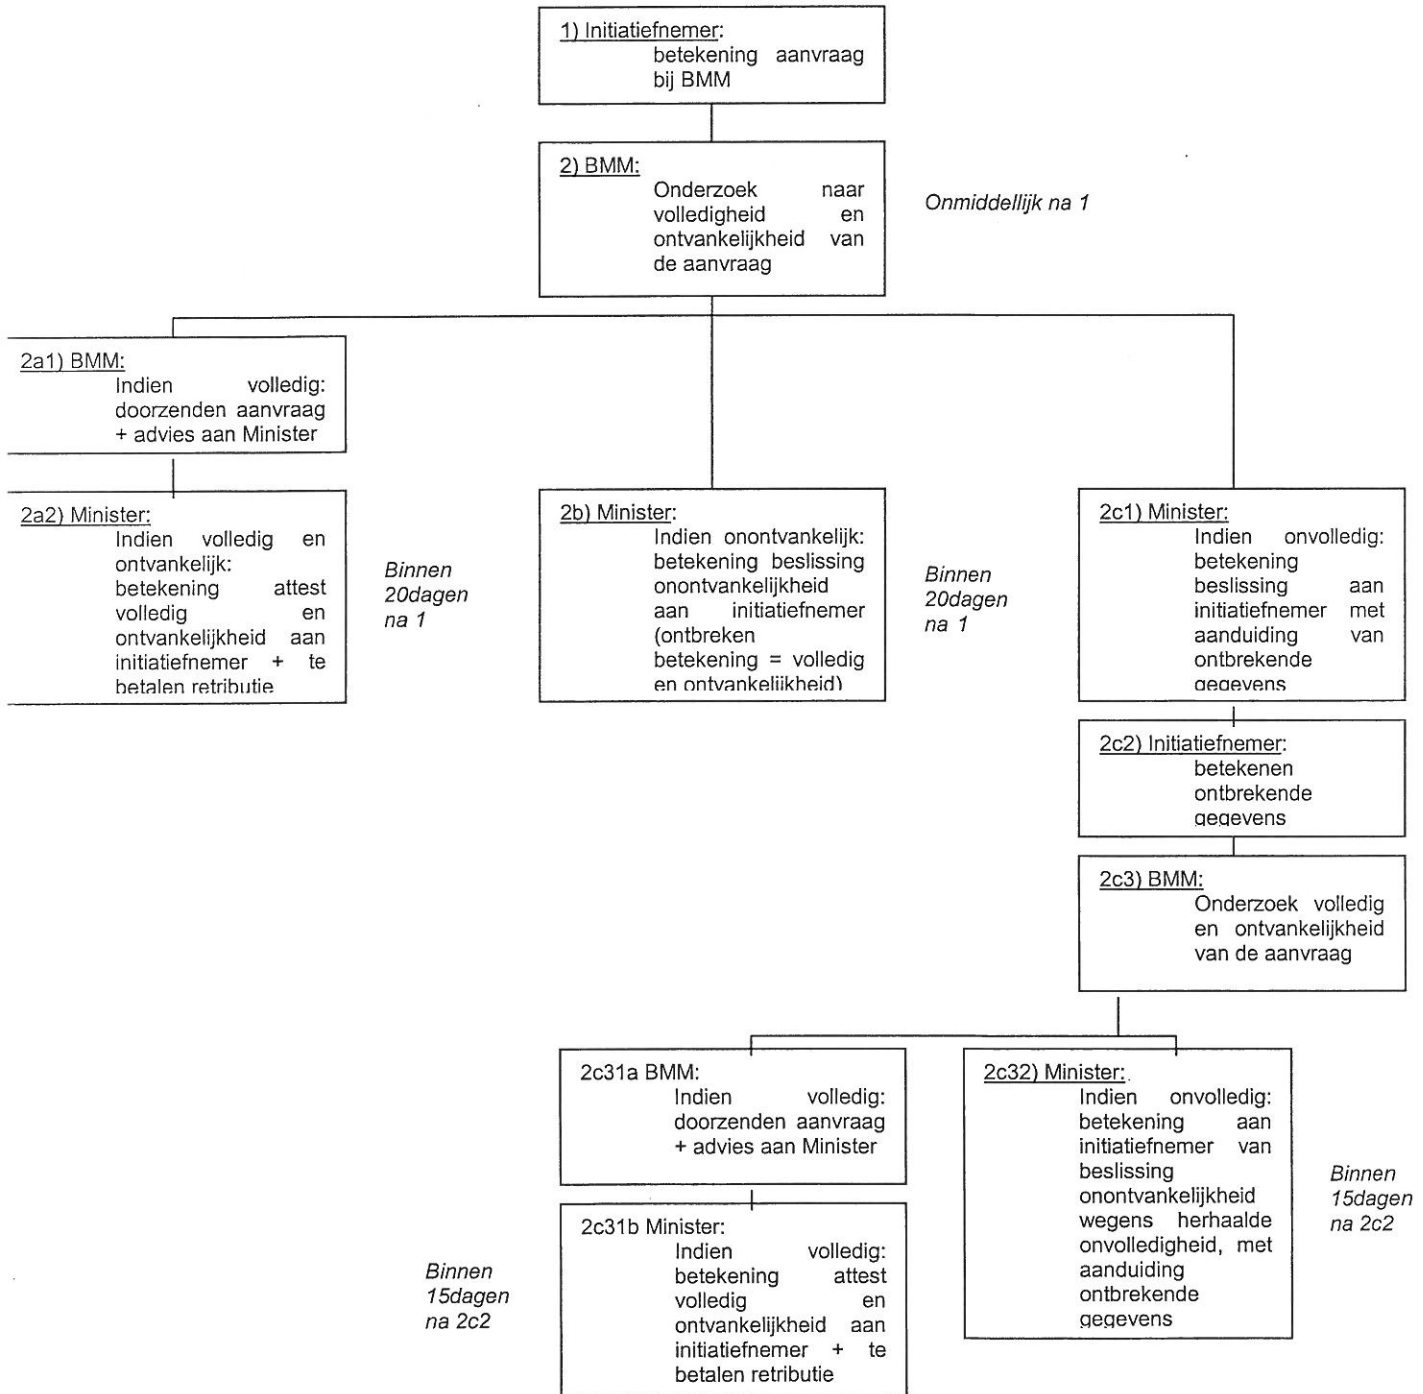 1) Initiatiefnemer:
betekening aanvraag
bij BMM
2) BMM:
Onderzoek naar
volledigheid en
ontvankelijkheid van
de aanvraag
Onmiddellijk na 1
2a1) BMM:
Indien volledig:
doorzenden aanvraag
+ advies aan Minister
2a2) Minister:
Indien volledig en
ontvankelijk:
betekening attest
volledig en
ontvankelijkheid aan
initiatiefnemer + te
betalen retributie
Binnen
20dagen
na 1
2b) Minister:
Indien onontvankelijk:
betekening beslissing
onontvankelijkheid
aan initiatiefnemer
(ontbreken
betekening = volledig
en ontvankelijkheid)
Binnen
20dagen
na 1
2c1) Minister:
Indien onvolledig:
betekening
beslissing aan
initiatiefnemer met
aanduiding van
ontbrekende
gegevens
2c2) Initiatiefnemer:
betekenen
ontbrekende
gegevens
2c3) BMM:
Onderzoek volledig
en ontvankelijkheid
van de aanvraag
2c31a BMM:
Indien volledig:
doorzenden aanvraag
+ advies aan Minister
2c31b Minister:
Indien volledig:
betekening attest
volledig en
ontvankelijkheid aan
initiatiefnemer + te
betalen retributie
Binnen
15dagen
na 2c2
2c32) Minister:
Indien onvolledig:
betekening aan
initiatiefnemer van
beslissing
onontvankelijkheid
wegens herhaalde
onvolledigheid, met
aanduiding
ontbrekende
gegevens
Binnen
15dagen
na 2c2